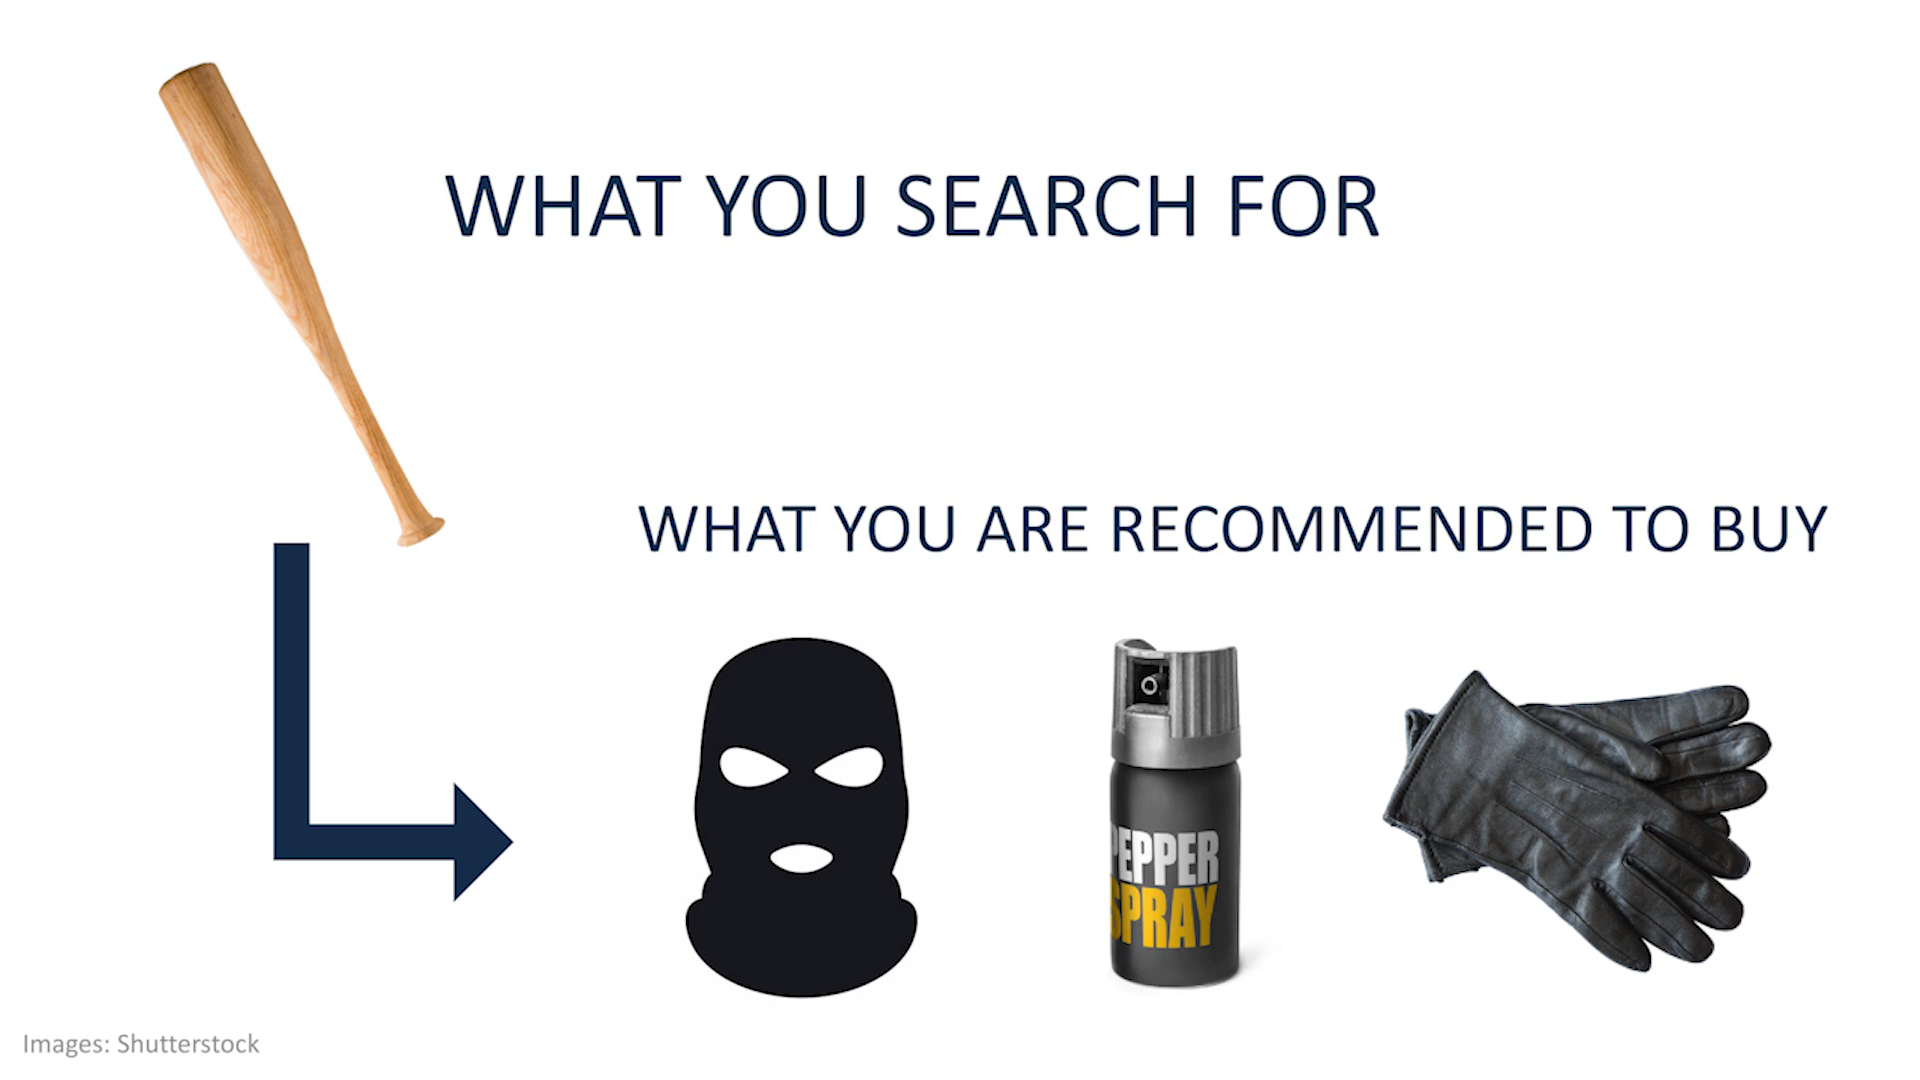 WHAT YOU SEARCH FOR
WHAT YOU ARE RECOMMENDED TO BUY
PEPPER
SPRAY
Images: Shutterstock